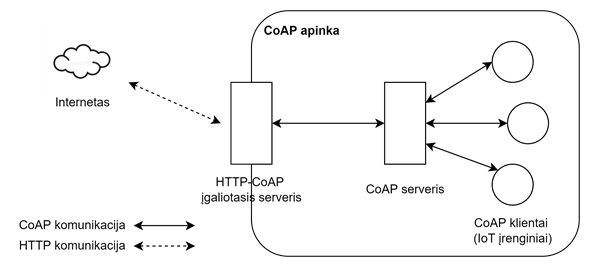 CoAP apinka
Internetas
HTTP-CoAP
įgaliotasis serveris
CoAP serveris
CoAP klientai
(IoT įrenginiai)
CoAP komunikacija
HTTP komunikacija